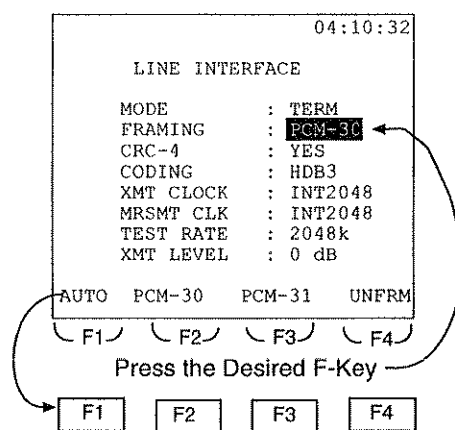 04:10:32
LINE INTERFACE
MODE : TERM
FRAMING : PCM-30
CRC-4 : YES
CODING : HDB3
XMT CLOCK : INT2048
MRSMT CLK : INT2048
TEST RATE : 2048k
XMT LEVEL : 0 dB
AUTO PCM-30 PCM-31 UNFRM
F1 F2 F3 F4
Press the Desired F-Key
F1 F2 F3 F4